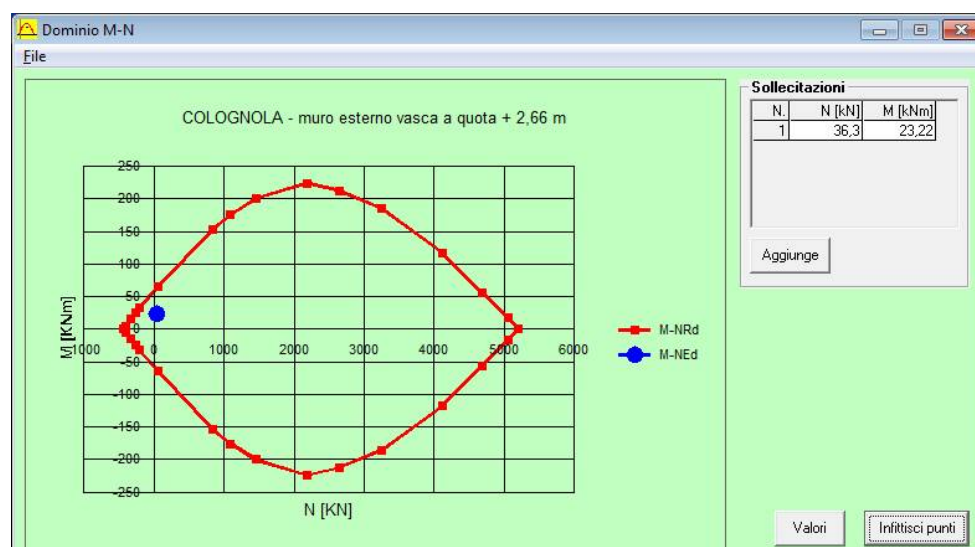 Dominio M-N
File
COLOGNOLA - muro esterno vasca a quota + 2,66 m
250
200
150
100
50
0
-50
-100
-150
-200
-250
-1000
0
1000
2000
3000
4000
5000
6000
M [KNm]
N [KN]
M-NRd
M-NEd
Sollecitazioni
N. N [kN] M [kNm]
1 36,3 23,22
Aggiunge
Valori
Infittisci punti